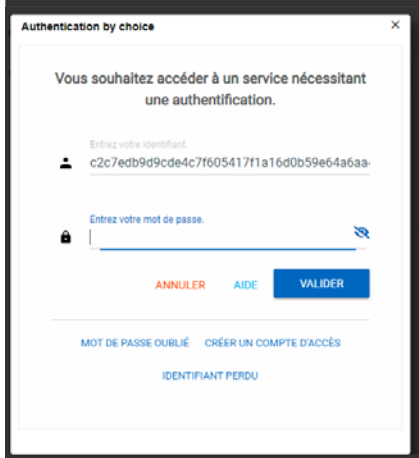 Authentication by choice
Vous souhaitez accéder à un service nécessitant
une authentification.
Entrez votre identifiant.
c2c7edb9d9cde4c7f605417f1a16d0b59e64a6aa-
Entrez votre mot de passe.
ANNULER AIDE VALIDER
MOT DE PASSE OUBLIÉ CRÉER UN COMPTE D'ACCÈS
IDENTIFIANT PERDU